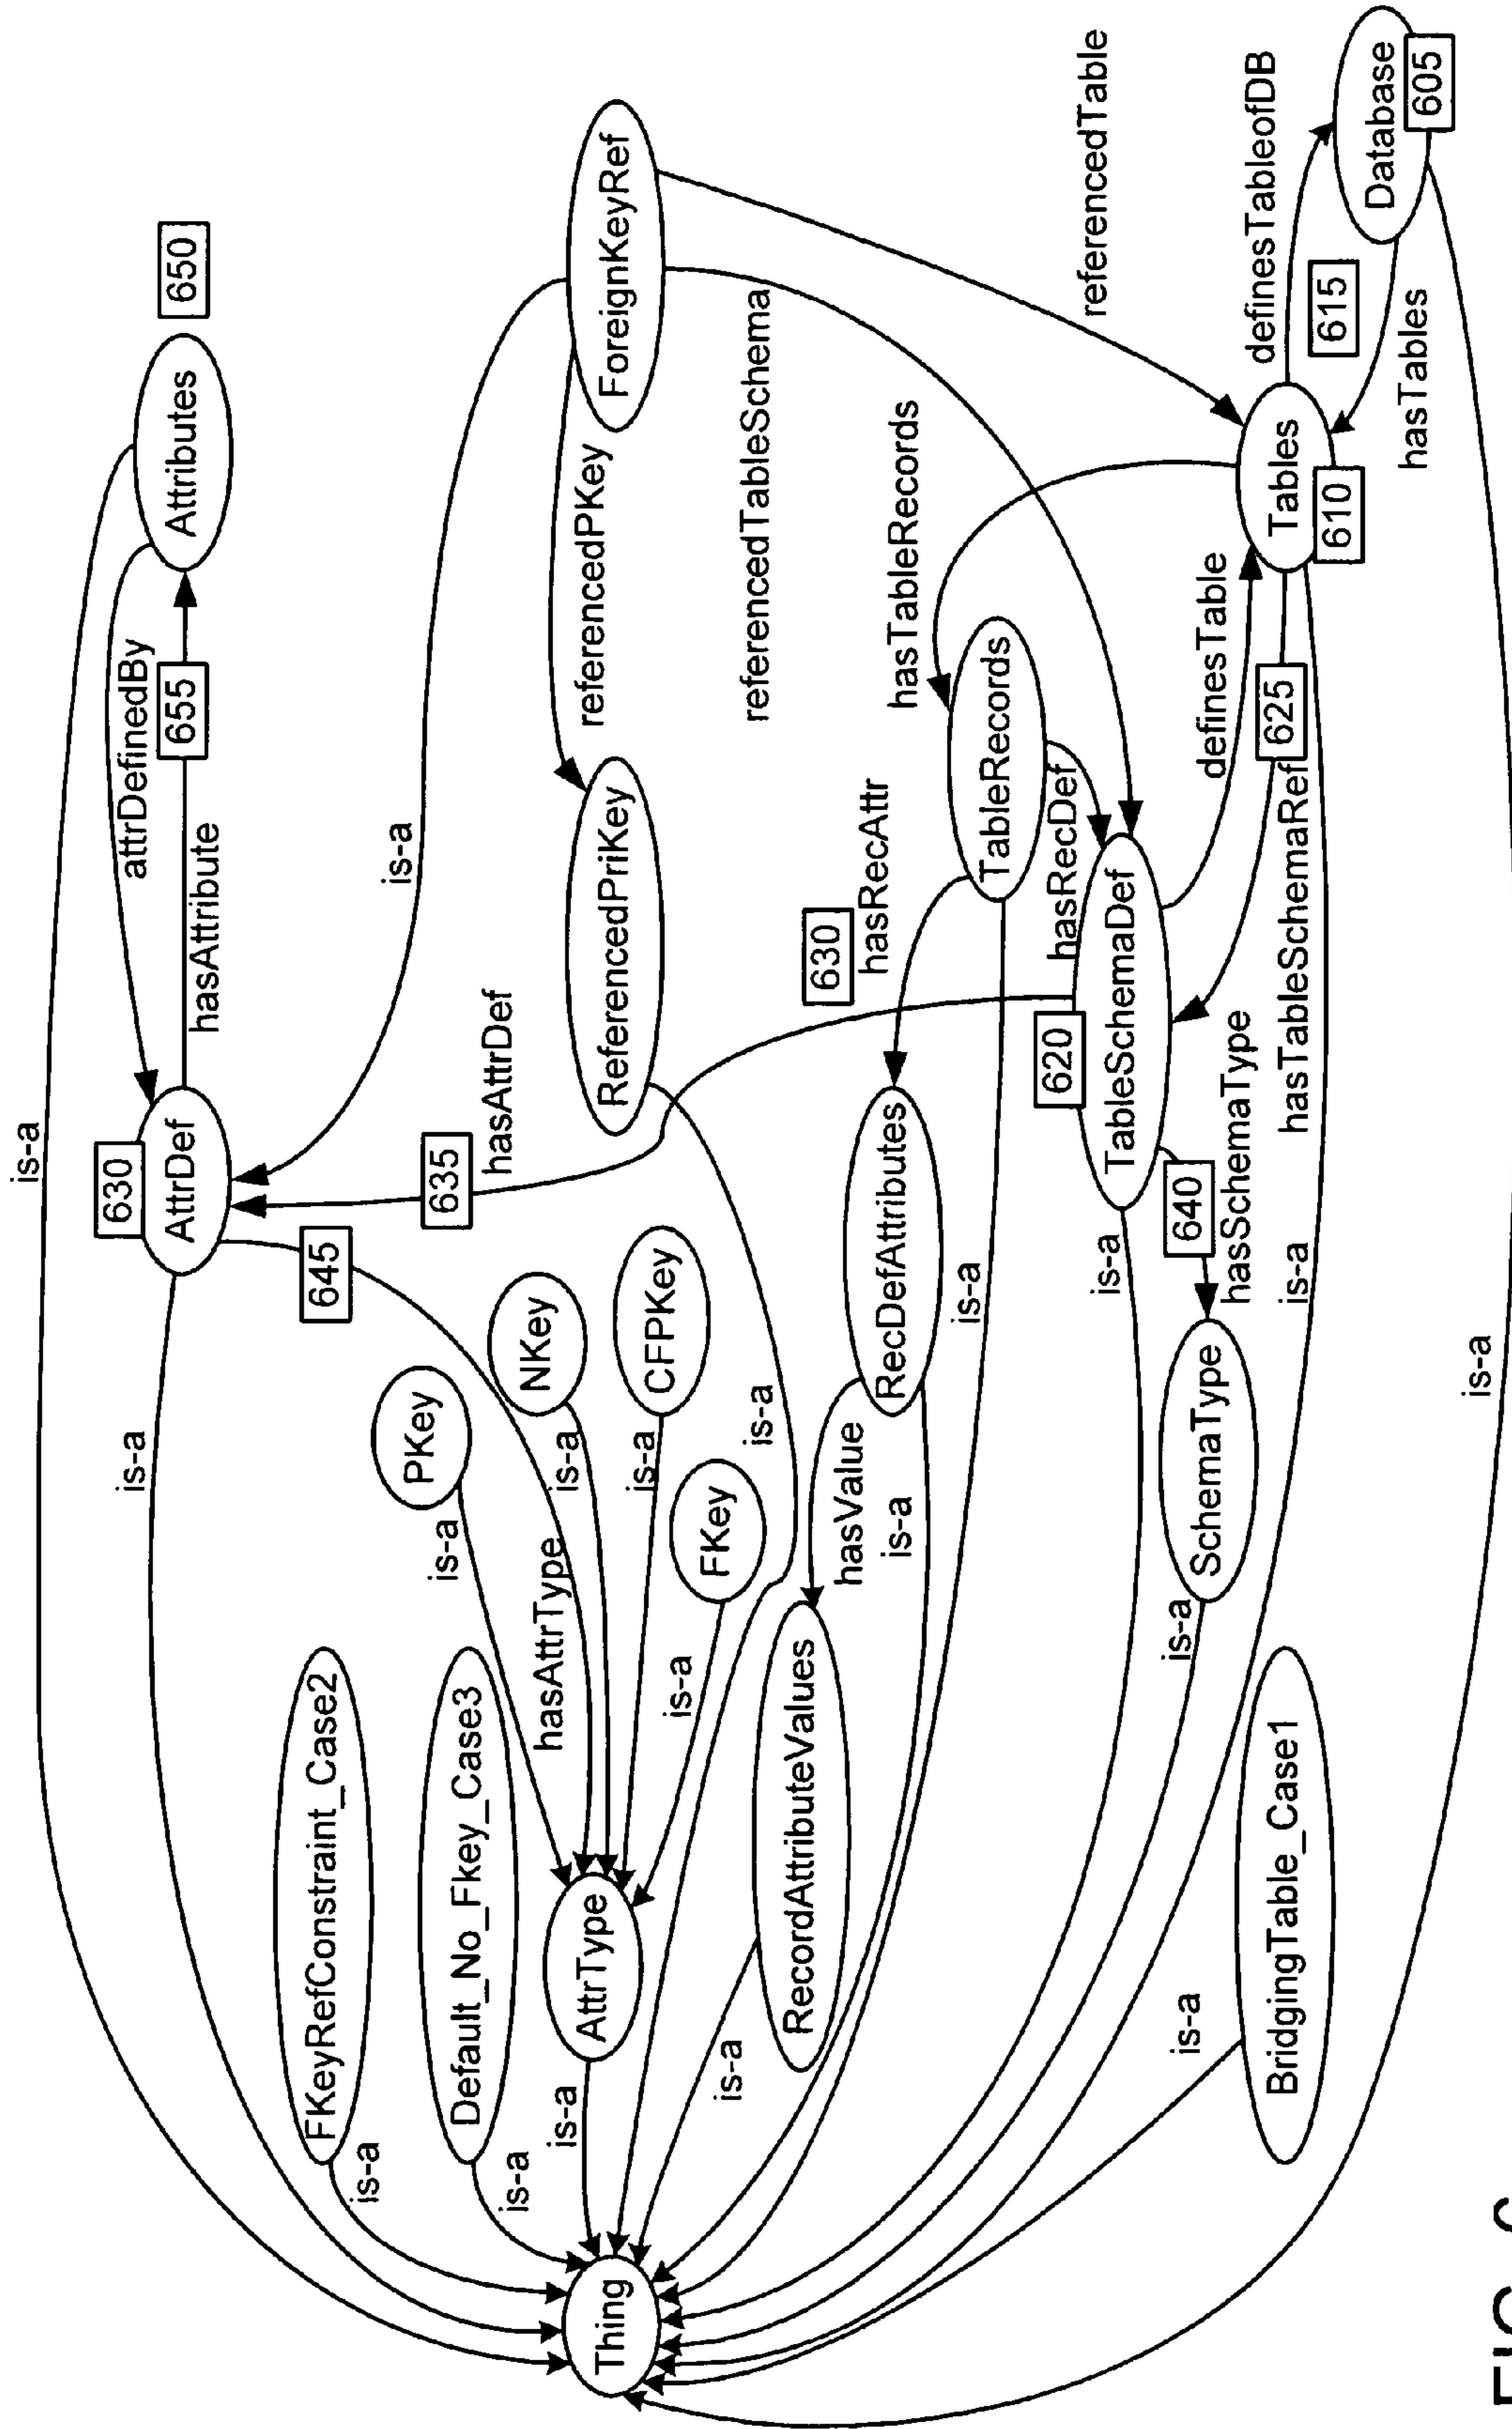 is-a
is-a
630
attrDefinedBy
AttrDef
655
Attributes
650
hasAttribute
FKeyRefConstraint_Case2
645
is-a
is-a
PKey
is-a
635
Default_No_Fkey_Case3
hasAttrDef
is-a
NKey
hasAttrType
is-a
is-a
AttrType
referencedPKey
Thing
ReferencedPriKey
ForeignKeyRef
is-a
CFPKey
is-a
FKey
is-a
is-a
referencedTableSchema
RecordAttributeValues
630
hasValue
hasRecAttr
is-a
RecDefAttributes
hasTableRecords
is-a
TableRecords
620
hasRecDef
referencedTable
is-a
TableSchemaDef
is-a
is-a
640
SchemaType
definesTable
hasSchemaType
definesTableofDB
BridgingTable_Case1
is-a
hasTableSchemaRef
625
Tables
610
615
Database
hasTables
605
is-a